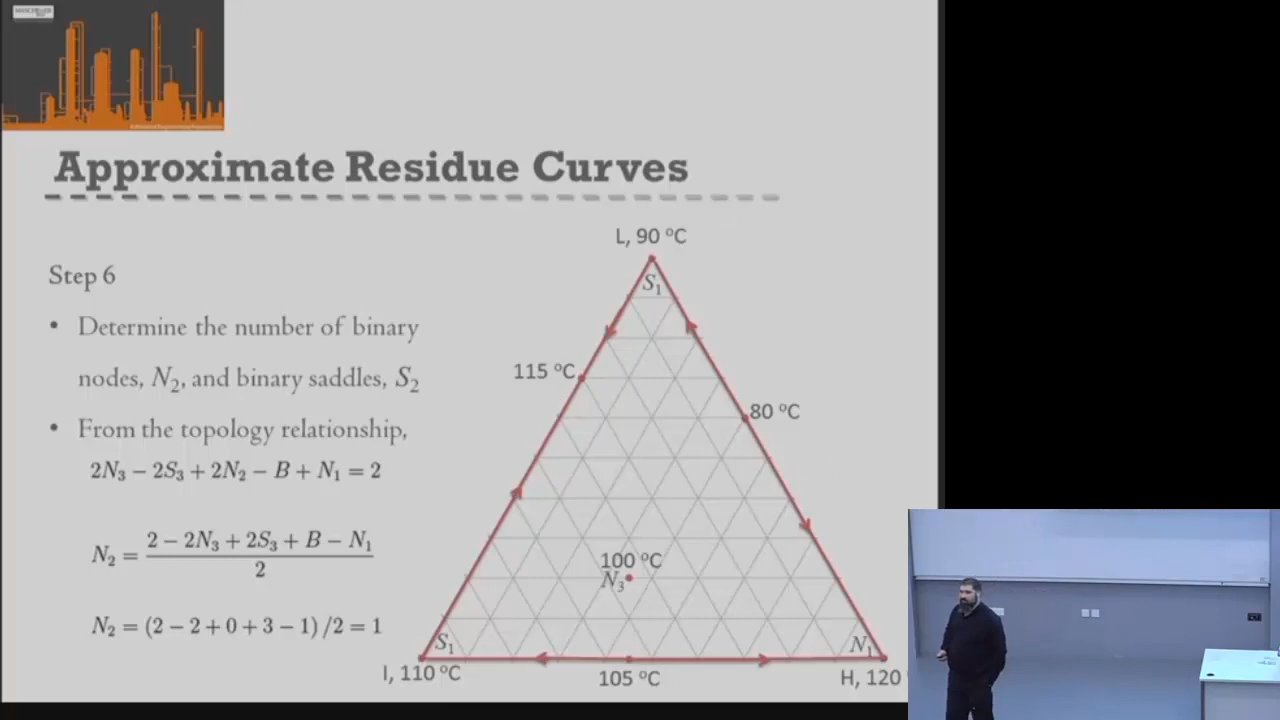 Approximate Residue Curves
Step 6
• Determine the number of binary
nodes, N₂, and binary saddles, S₂
• From the topology relationship,
2N₃ − 2S₃ + 2N₂ − B + N₁ = 2
N₂ = (2 − 2N₃ + 2S₃ + B − N₁) / 2
N₂ = (2 − 2 + 0 + 3 − 1) /2 = 1
L, 90 °C
S₁
115 °C
80 °C
100 °C
N₃
S₁
N₁
I, 110 °C
105 °C
H, 120